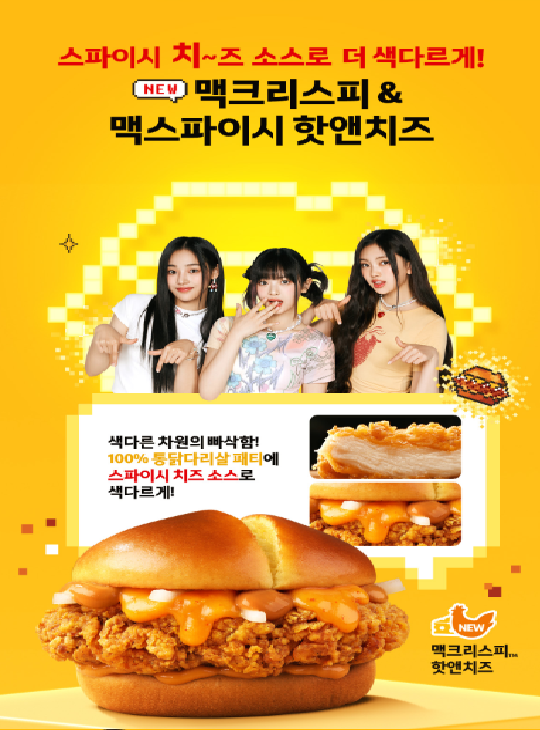 스파이시 치~즈 소스로 더 색다르게!
NEW 맥크리스피 &
맥스파이시 핫앤치즈
색다른 차원의 빠삭함!
100% 통닭다리살 패티에
스파이시 치즈 소스로
색다르게!
NEW
맥크리스피...
핫앤치즈